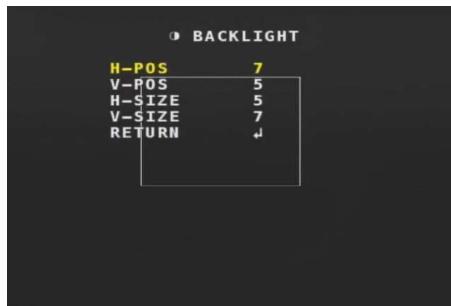 BACKLIGHT
H-POS 7
V-POS 5
H-SIZE 5
V-SIZE 7
RETURN ↲